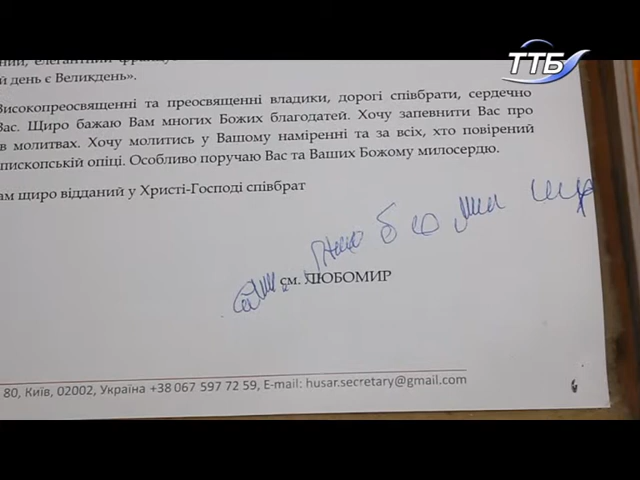 ТТБ
й день є Великдень».
Високопреосвященні та преосвященні владики, дорогі співбрати, сердечно
Вас. Щиро бажаю Вам многих Божих благодатей. Хочу запевнити Вас про
в молитвах. Хочу молитись у Вашому наміренні та за всіх, хто повірений
пископській опіці. Особливо поручаю Вас та Ваших Божому милосердю.
ам щиро відданий у Христі-Господі співбрат
см. ЛЮБОМИР
80, Київ, 02002, Україна +38 067 597 72 59, E-mail: husar.secretary@gmail.com